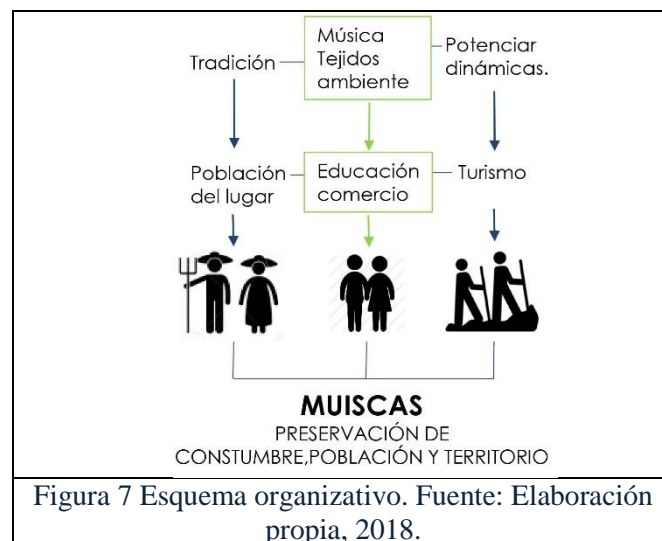 Tradición
Música
Tejidos
ambiente
Potenciar
dinámicas.
Población
del lugar
Educación
comercio
Turismo
MUISCAS
PRESERVACIÓN DE
CONSTUMBRE,POBLACIÓN Y TERRITORIO
Figura 7 Esquema organizativo. Fuente: Elaboración
propia, 2018.